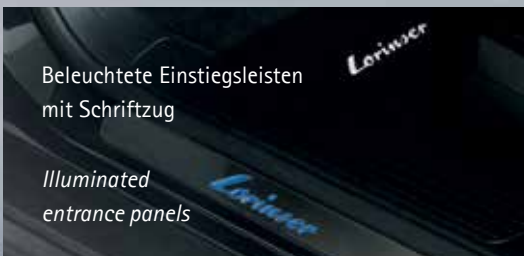 Lorinser
Beleuchtete Einstiegsleisten
mit Schriftzug
Illuminated
entrance panels
Lorinser